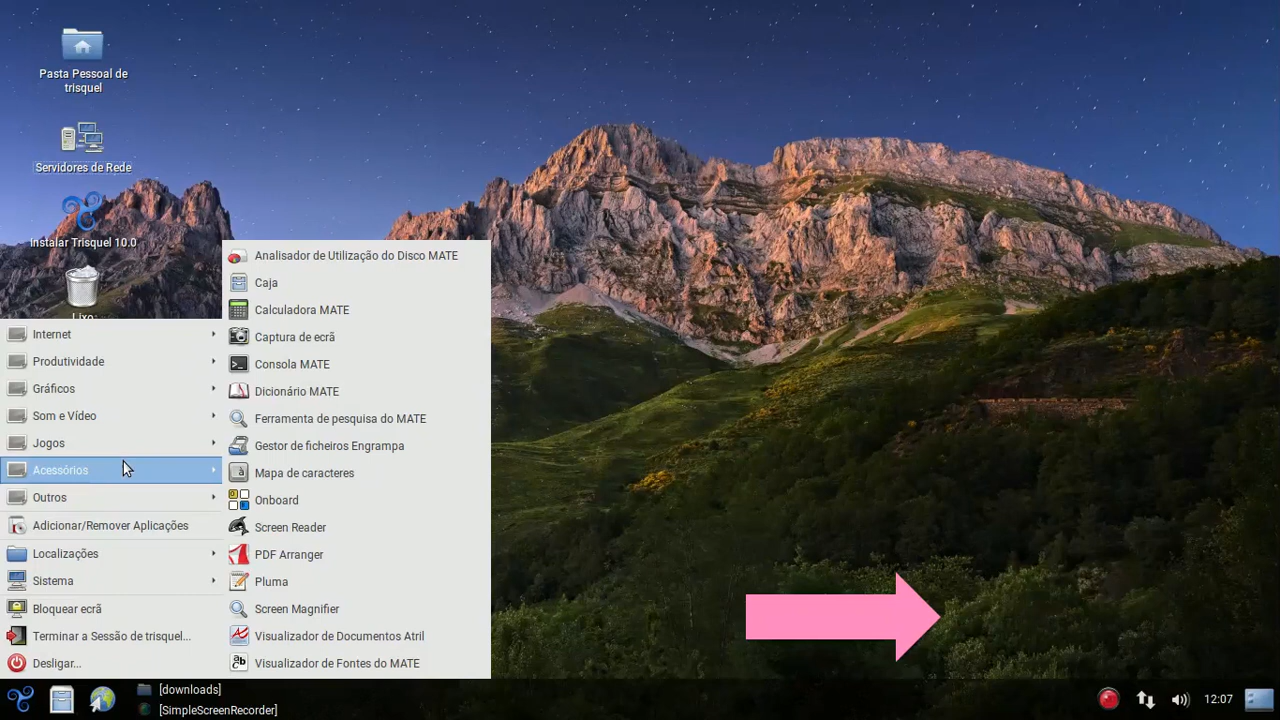 Pasta Pessoal de
trisquel
Servidores de Rede
Instalar Trisquel 10.0
Lixo
Internet
Produtividade
Gráficos
Som e Vídeo
Jogos
Acessórios
Outros
Adicionar/Remover Aplicações
Localizações
Sistema
Bloquear ecrã
Terminar a Sessão de trisquel...
Desligar...
Analisador de Utilização do Disco MATE
Caja
Calculadora MATE
Captura de ecrã
Consola MATE
Dicionário MATE
Ferramenta de pesquisa do MATE
Gestor de ficheiros Engrampa
Mapa de caracteres
Onboard
Screen Reader
PDF Arranger
Pluma
Screen Magnifier
Visualizador de Documentos Atril
Visualizador de Fontes do MATE
[downloads]
[SimpleScreenRecorder]
12:07